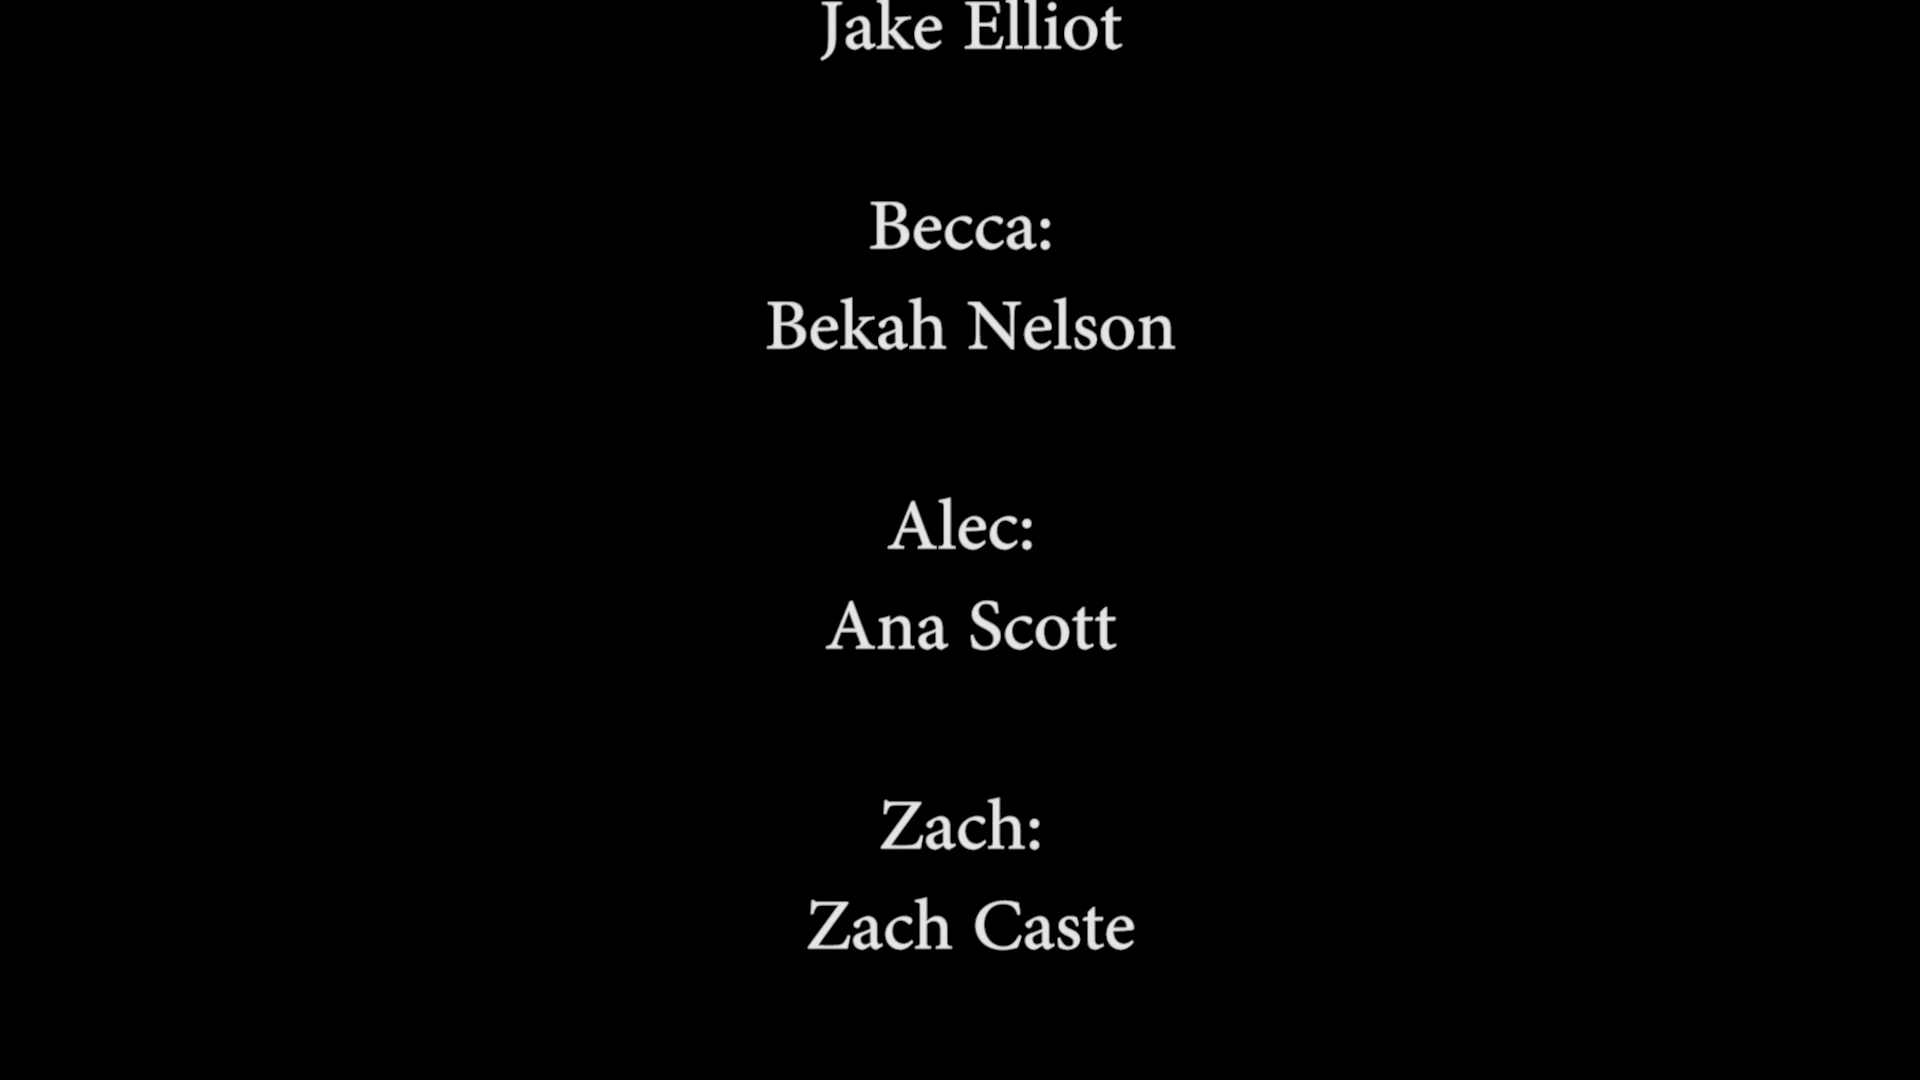 Jake Elliot
Becca:
Bekah Nelson
Alec:
Ana Scott
Zach:
Zach Caste